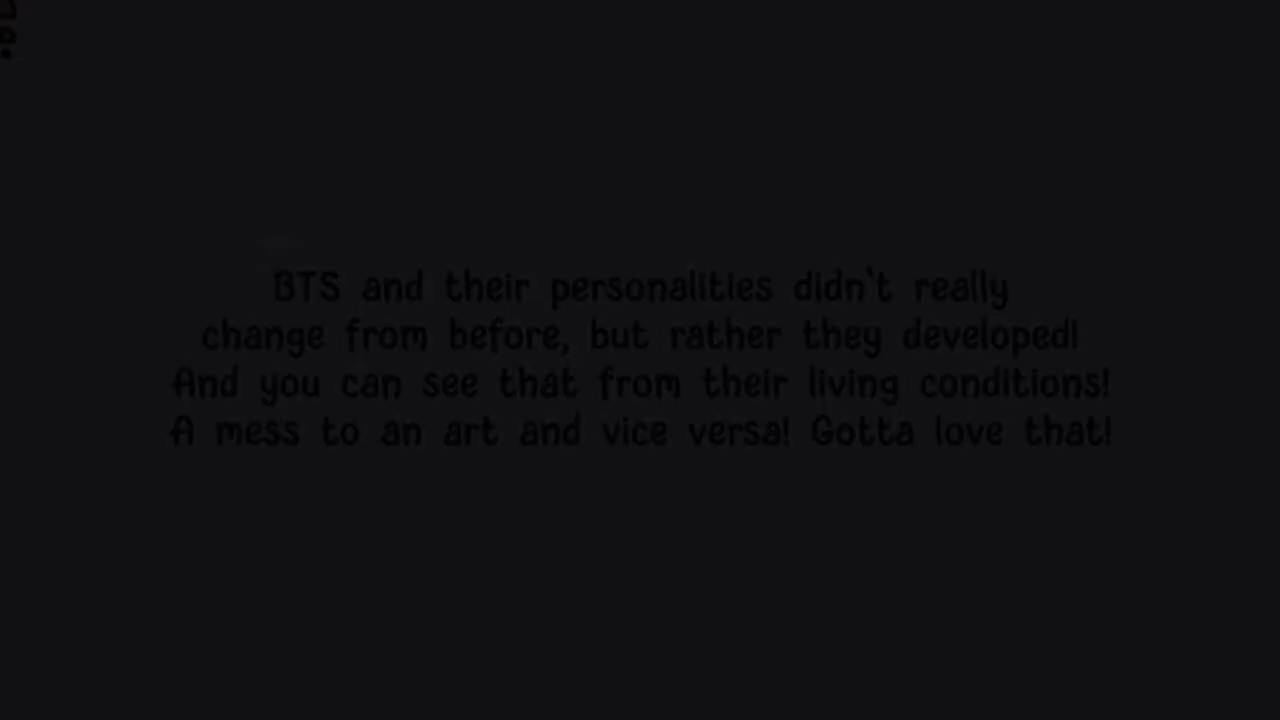 BTS and their personalities didn't really
change from before, but rather they developed!
And you can see that from their living conditions!
A mess to an art and vice versa! Gotta love that!